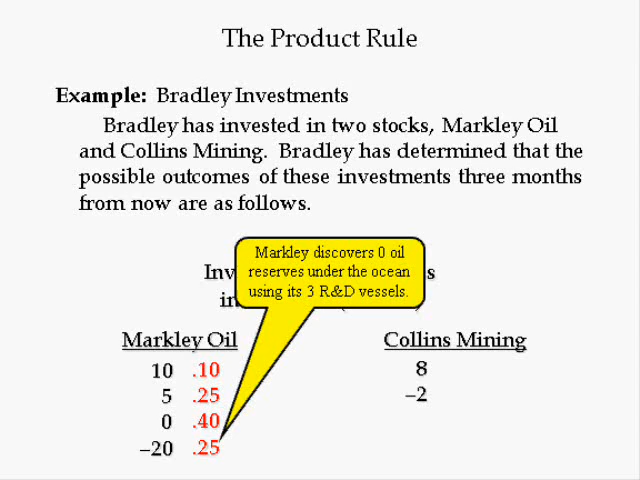 The Product Rule
Example: Bradley Investments
Bradley has invested in two stocks, Markley Oil
and Collins Mining. Bradley has determined that the
possible outcomes of these investments three months
from now are as follows.
Markley discovers 0 oil
reserves under the ocean
using its 3 R&D vessels.
Markley Oil Collins Mining
10 .10 8
5 .25 –2
0 .40
–20 .25